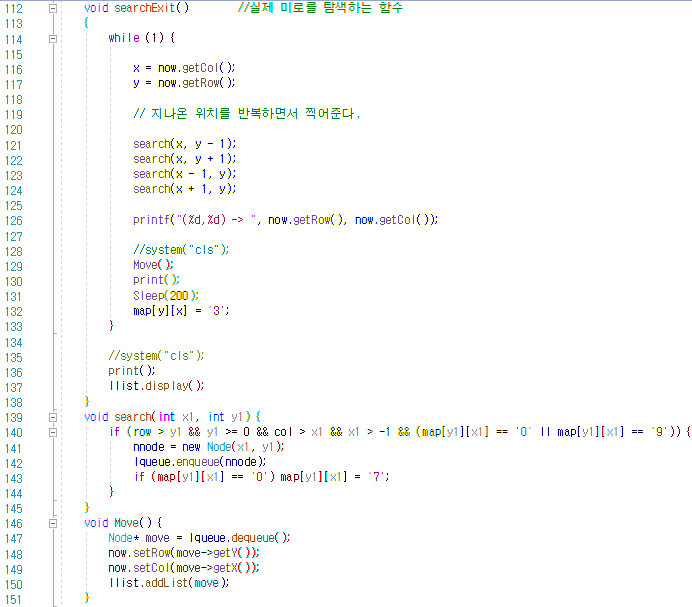 112 void searchExit() //실제 미로를 탐색하는 함수
113 {
114 while (1) {
115
116 x = now.getCol();
117 y = now.getRow();
118
119 // 지나온 위치를 반복하면서 찍어준다.
120
121 search(x, y - 1);
122 search(x, y + 1);
123 search(x - 1, y);
124 search(x + 1, y);
125
126 printf("(%d,%d) -> ", now.getRow(), now.getCol());
127
128 //system("cls");
129 Move();
130 print();
131 Sleep(200);
132 map[y][x] = '3';
133 }
134
135 //system("cls");
136 print();
137 llist.display();
138 }
139 void search(int x1, int y1) {
140 if (row > y1 && y1 >= 0 && col > x1 && x1 > -1 && (map[y1][x1] == '0' || map[y1][x1] == '9')) {
141 nnode = new Node(x1, y1);
142 lqueue.enqueue(nnode);
143 if (map[y1][x1] == '0') map[y1][x1] = '7';
144 }
145 }
146 void Move() {
147 Node* move = lqueue.dequeue();
148 now.setRow(move->getY());
149 now.setCol(move->getX());
150 llist.addList(move);
151 }